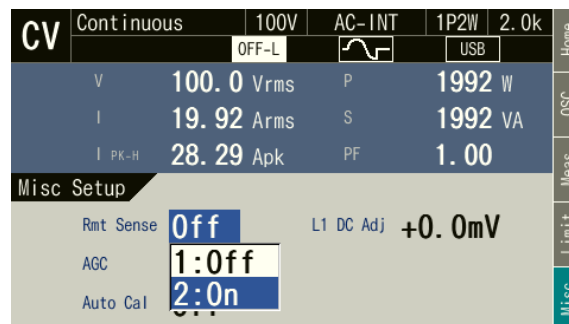 CV Continuous 100V AC-INT 1P2W 2.0k
OFF-L USB
V 100.0 Vrms P 1992 W
I 19.92 Arms S 1992 VA
I PK-H 28.29 Apk PF 1.00
Misc Setup
Rmt Sense Off L1 DC Adj +0.0mV
AGC 1:Off
Auto Cal 2:On
Home
OSC
Meas
Limit
Misc